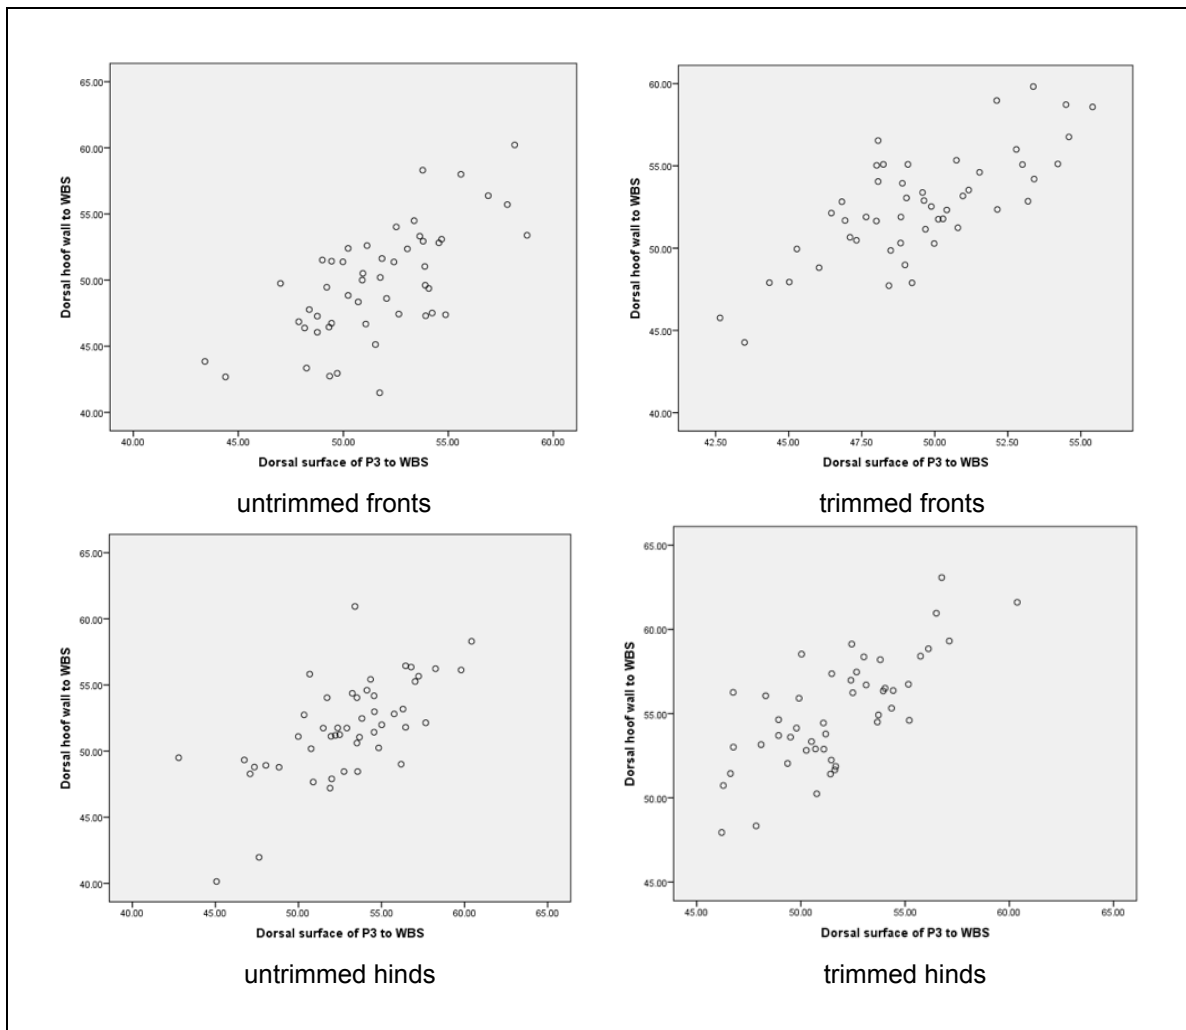 65.00
60.00
55.00
50.00
45.00
40.00
Dorsal hoof wall to WBS
40.00 45.00 50.00 55.00 60.00
Dorsal surface of P3 to WBS
untrimmed fronts
60.00
55.00
50.00
45.00
40.00
Dorsal hoof wall to WBS
42.50 45.00 47.50 50.00 52.50 55.00
Dorsal surface of P3 to WBS
trimmed fronts
65.00
60.00
55.00
50.00
45.00
40.00
Dorsal hoof wall to WBS
40.00 45.00 50.00 55.00 60.00 65.00
Dorsal surface of P3 to WBS
untrimmed hinds
65.00
60.00
55.00
50.00
45.00
Dorsal hoof wall to WBS
45.00 50.00 55.00 60.00 65.00
Dorsal surface of P3 to WBS
trimmed hinds